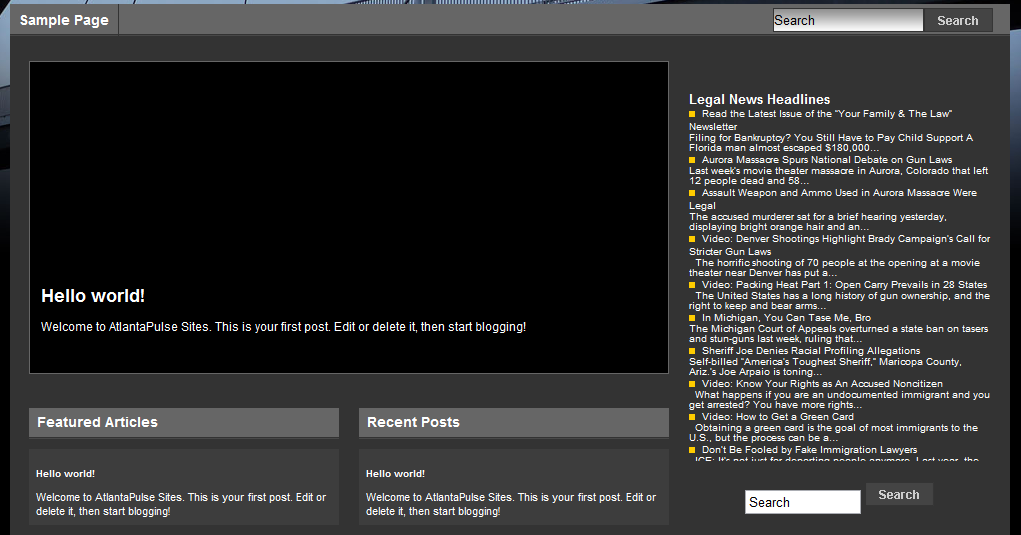 Sample Page
Search Search
Hello world!
Welcome to AtlantaPulse Sites. This is your first post. Edit or delete it, then start blogging!
Featured Articles
Hello world!
Welcome to AtlantaPulse Sites. This is your first post. Edit or
delete it, then start blogging!
Recent Posts
Hello world!
Welcome to AtlantaPulse Sites. This is your first post. Edit or
delete it, then start blogging!
Legal News Headlines
Read the Latest Issue of the "Your Family & The Law"
Newsletter
Filing for Bankruptcy? You Still Have to Pay Child Support A
Florida man almost escaped $180,000...
Aurora Massacre Spurs National Debate on Gun Laws
Last week's movie theater massacre in Aurora, Colorado that left
12 people dead and 58...
Assault Weapon and Ammo Used in Aurora Massacre Were
Legal
The accused murderer sat for a brief hearing yesterday,
displaying bright orange hair and an...
Video: Denver Shootings Highlight Brady Campaign's Call for
Stricter Gun Laws
The horrific shooting of 70 people at the opening at a movie
theater near Denver has put a...
Video: Packing Heat Part 1: Open Carry Prevails in 28 States
The United States has a long history of gun ownership, and the
right to keep and bear arms...
In Michigan, You Can Tase Me, Bro
The Michigan Court of Appeals overturned a state ban on tasers
and stun-guns last week, ruling that...
Sheriff Joe Denies Racial Profiling Allegations
Self-billed "America's Toughest Sheriff," Maricopa County,
Ariz.'s Joe Arpaio is toning...
Video: Know Your Rights as An Accused Noncitizen
What happens if you are an undocumented immigrant and you
get arrested? You have more rights...
Video: How to Get a Green Card
Obtaining a green card is the goal of most immigrants to the
U.S., but the process can be a...
Don't Be Fooled by Fake Immigration Lawyers
ICE: It's not just for deporting people anymore. Last year, the
Search Search